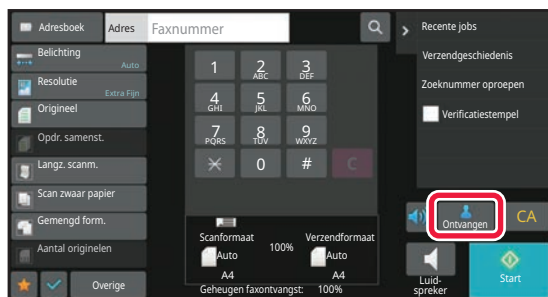 Adresboek
Adres
Faxnummer
Recente jobs
Verzendgeschiedenis
Zoeknummer oproepen
Verificatiestempel
Belichting
Auto
Resolutie
Extra Fijn
Origineel
Opdr. samenst.
Langz. scanm.
Scan zwaar papier
Gemengd form.
Aantal originelen
Overige
1
2
ABC
3
DEF
4
GHI
5
JKL
6
MNO
7
PQRS
8
TUV
9
WXYZ
0
#
C
Scanformaat
100%
Verzendformaat
Auto
A4
Auto
A4
Geheugen faxontvangst: 100%
Ontvangen
CA
Luid-
spreker
Start